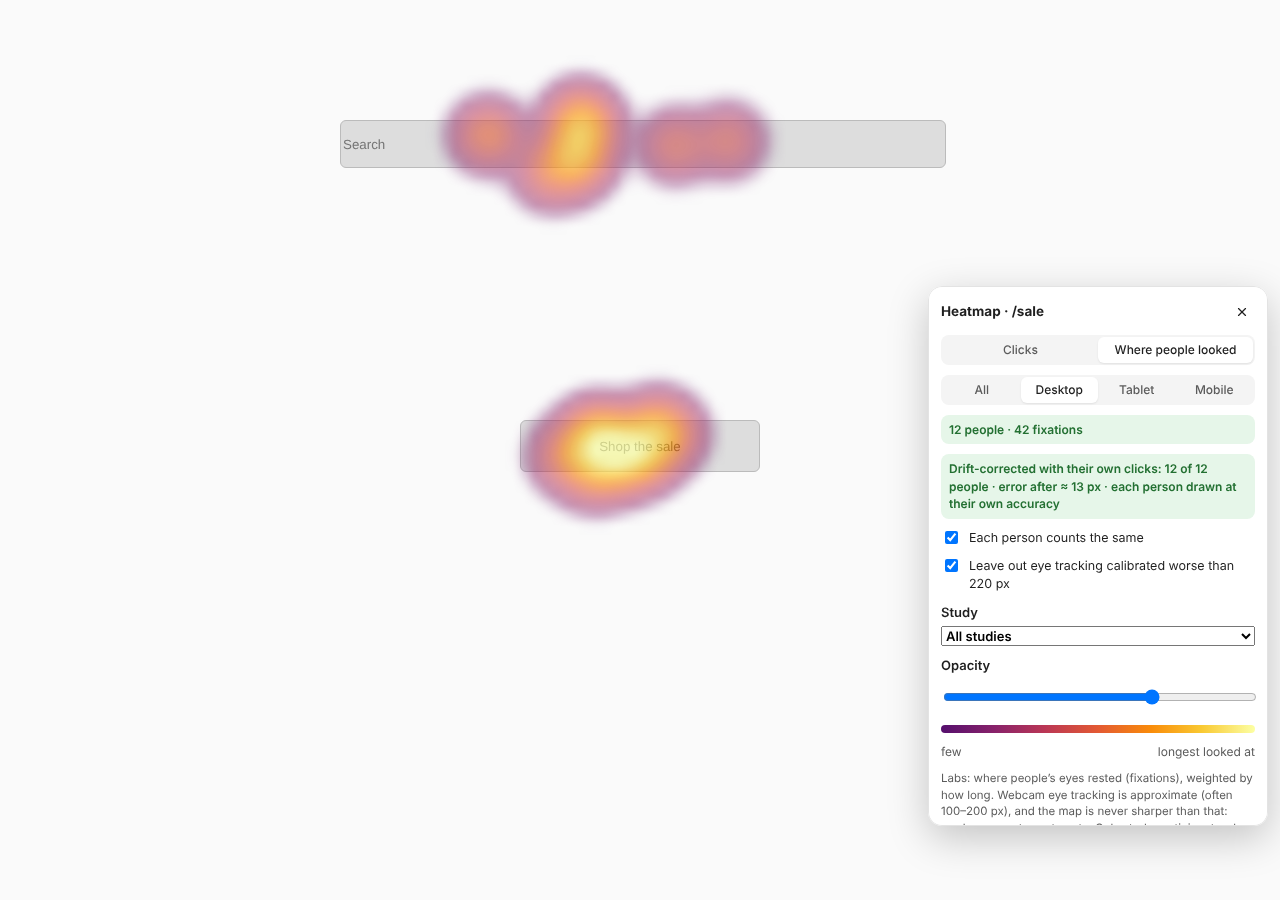 Search
Shop the sale
Heatmap · /sale
×
Clicks
Where people looked
All
Desktop
Tablet
Mobile
12 people · 42 fixations
Drift-corrected with their own clicks: 12 of 12
people · error after ≈ 13 px · each person drawn at
their own accuracy
Each person counts the same
Leave out eye tracking calibrated worse than
220 px
Study
All studies
Opacity
few
longest looked at
Labs: where people’s eyes rested (fixations), weighted by
how long. Webcam eye tracking is approximate (often
100–200 px), and the map is never sharper than that: